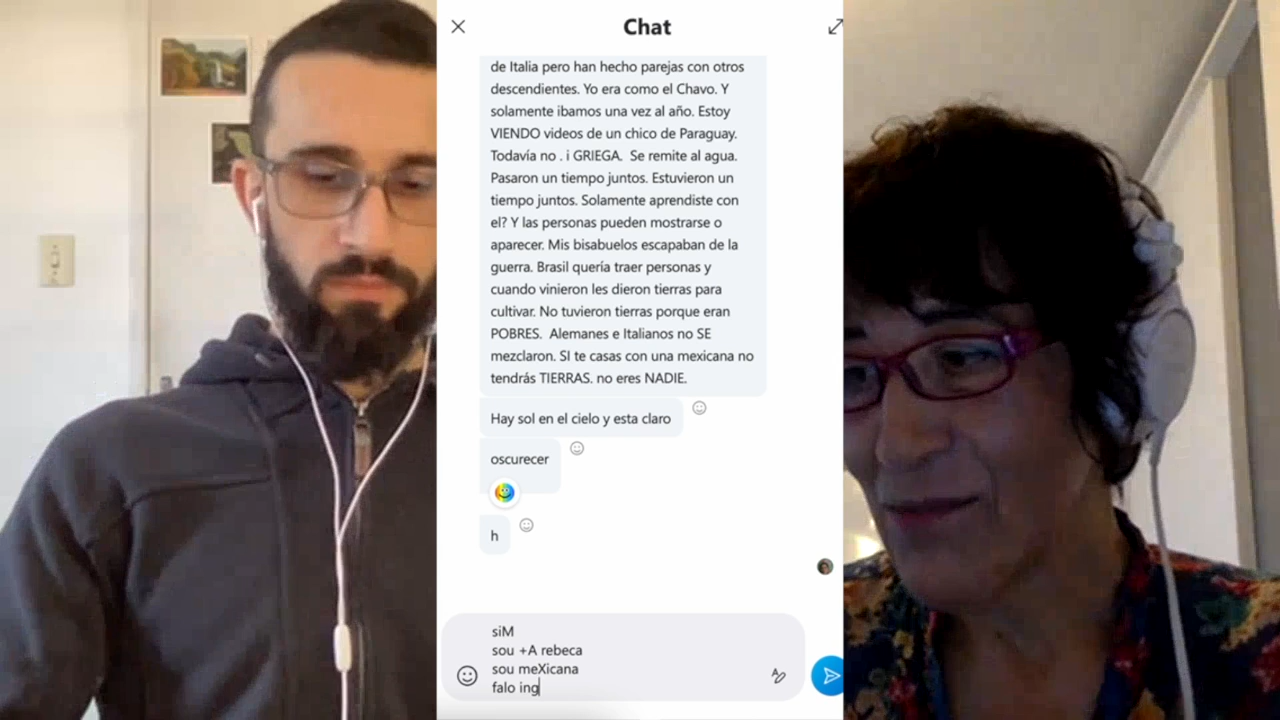 Chat
de Italia pero han hecho parejas con otros
descendientes. Yo era como el Chavo. Y
solamente ibamos una vez al año. Estoy
VIENDO videos de un chico de Paraguay.
Todavía no . i GRIEGA.  Se remite al agua.
Pasaron un tiempo juntos. Estuvieron un
tiempo juntos. Solamente aprendiste con
el? Y las personas pueden mostrarse o
aparecer. Mis bisabuelos escapaban de la
guerra. Brasil quería traer personas y
cuando vinieron les dieron tierras para
cultivar. No tuvieron tierras porque eran
POBRES.  Alemanes e Italianos no SE
mezclaron. SI te casas con una mexicana no
tendrás TIERRAS. no eres NADIE.
Hay sol en el cielo y esta claro
oscurecer
h
siM
sou +A rebeca
sou meXicana
falo ing